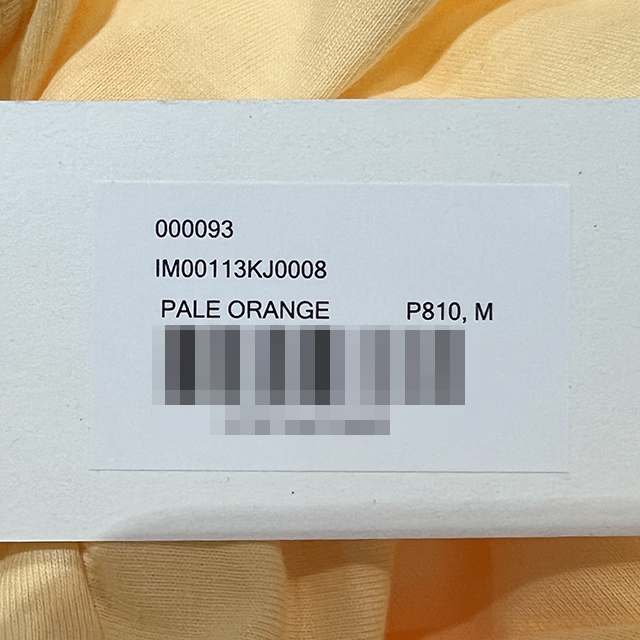 000093
IM00113KJ0008
PALE ORANGE P810, M